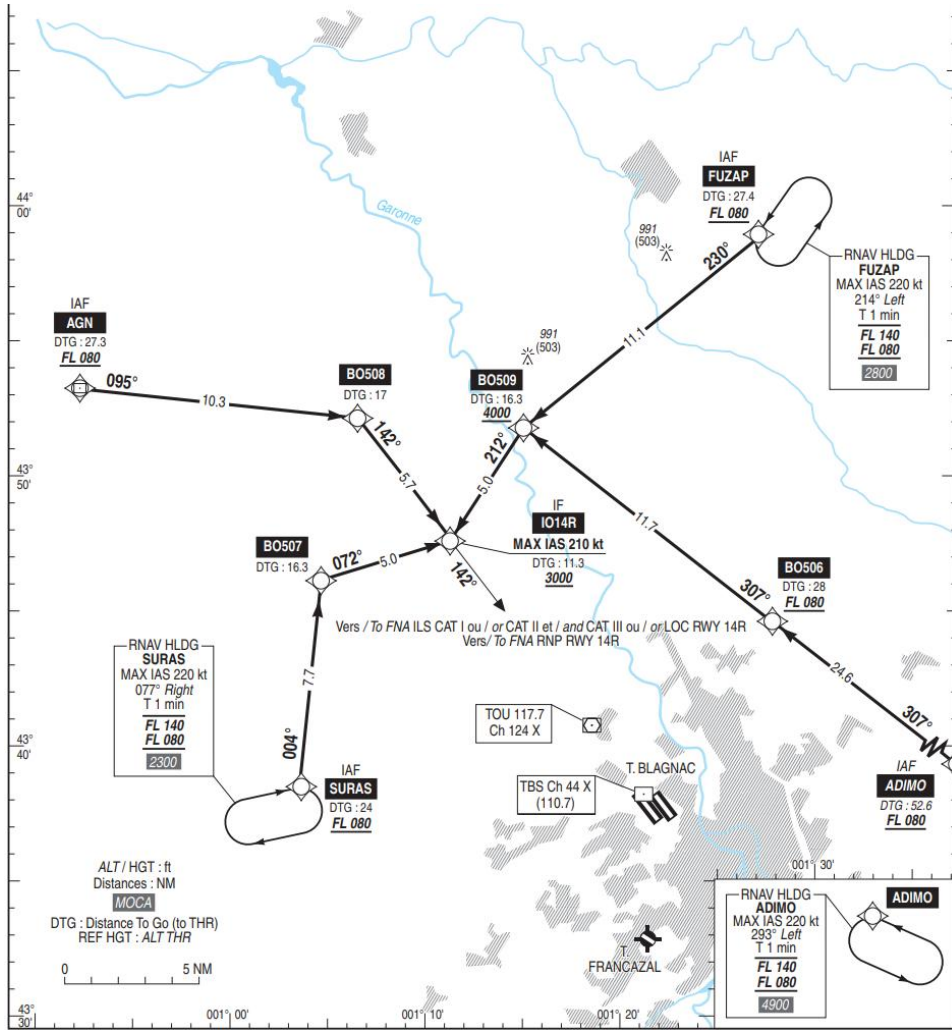 44°
00'
43°
50'
43°
40'
43°
30'
Garonne
991
(503)
991
(503)
IAF
FUZAP
DTG : 27.4
FL 080
230°
11.1
RNAV HLDG
FUZAP
MAX IAS 220 kt
214° Left
T 1 min
FL 140
FL 080
2800
IAF
AGN
DTG : 27.3
FL 080
095°
10.3
BO508
DTG : 17
142°
5.7
BO509
DTG : 16.3
4000
212°
5.0
IF
IO14R
MAX IAS 210 kt
DTG : 11.3
3000
142°
11.7
BO507
DTG : 16.3
072°
5.0
307°
BO506
DTG : 28
FL 080
Vers / To FNA ILS CAT I ou / or CAT II et / and CAT III ou / or LOC RWY 14R
Vers/ To FNA RNP RWY 14R
24.6
307°
IAF
ADIMO
DTG : 52.6
FL 080
RNAV HLDG
SURAS
MAX IAS 220 kt
077° Right
T 1 min
FL 140
FL 080
2300
7.7
004°
IAF
SURAS
DTG : 24
FL 080
TOU 117.7
Ch 124 X
T. BLAGNAC
TBS Ch 44 X
(110.7)
T.
FRANCAZAL
ALT / HGT : ft
Distances : NM
MOCA
DTG : Distance To Go (to THR)
REF HGT : ALT THR
0 5 NM
001° 30'
RNAV HLDG
ADIMO
MAX IAS 220 kt
293° Left
T 1 min
FL 140
FL 080
4900
ADIMO
001° 00'
001° 10'
001° 20'